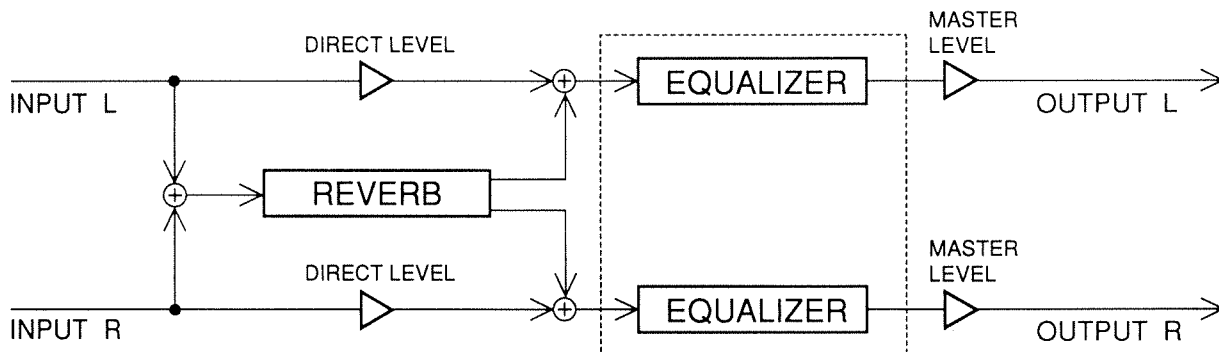 DIRECT LEVEL
MASTER
LEVEL
INPUT L
EQUALIZER
OUTPUT L
REVERB
DIRECT LEVEL
MASTER
LEVEL
INPUT R
EQUALIZER
OUTPUT R